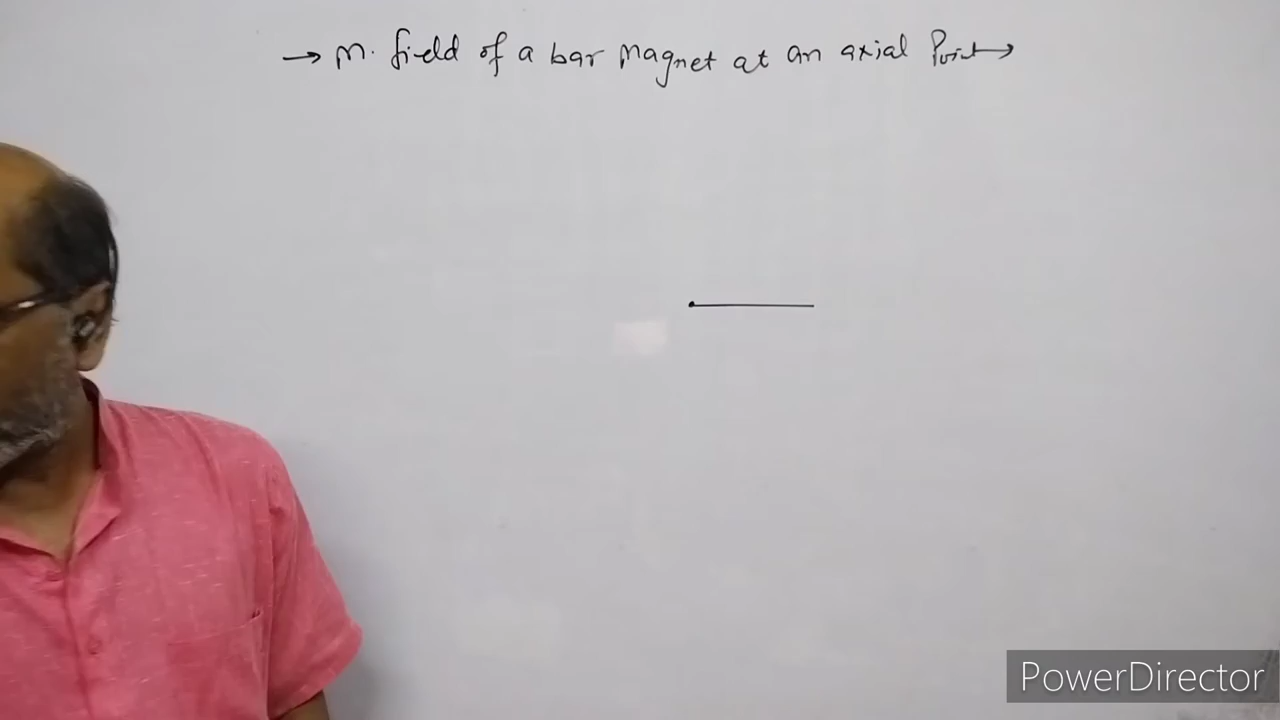 → M. field of a bar magnet at an axial Point →
PowerDirector